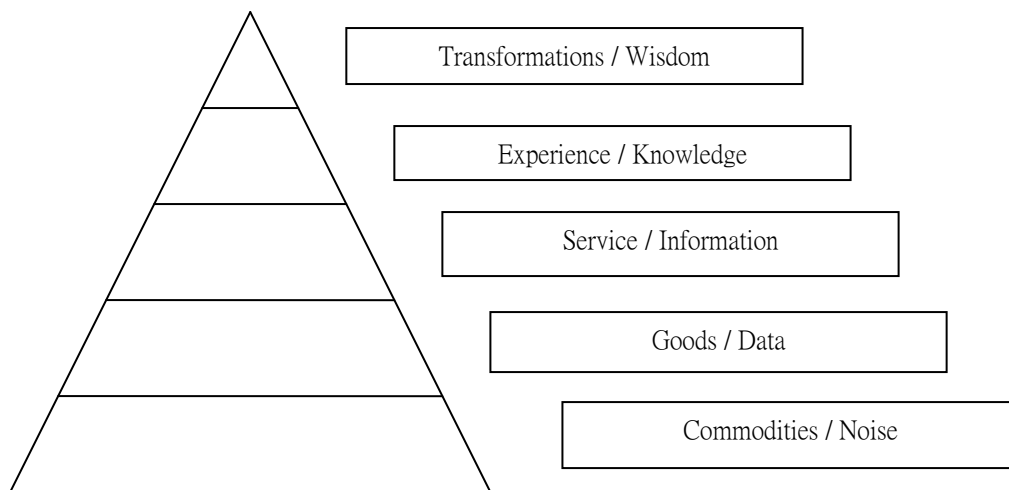 Transformations / Wisdom
Experience / Knowledge
Service / Information
Goods / Data
Commodities / Noise